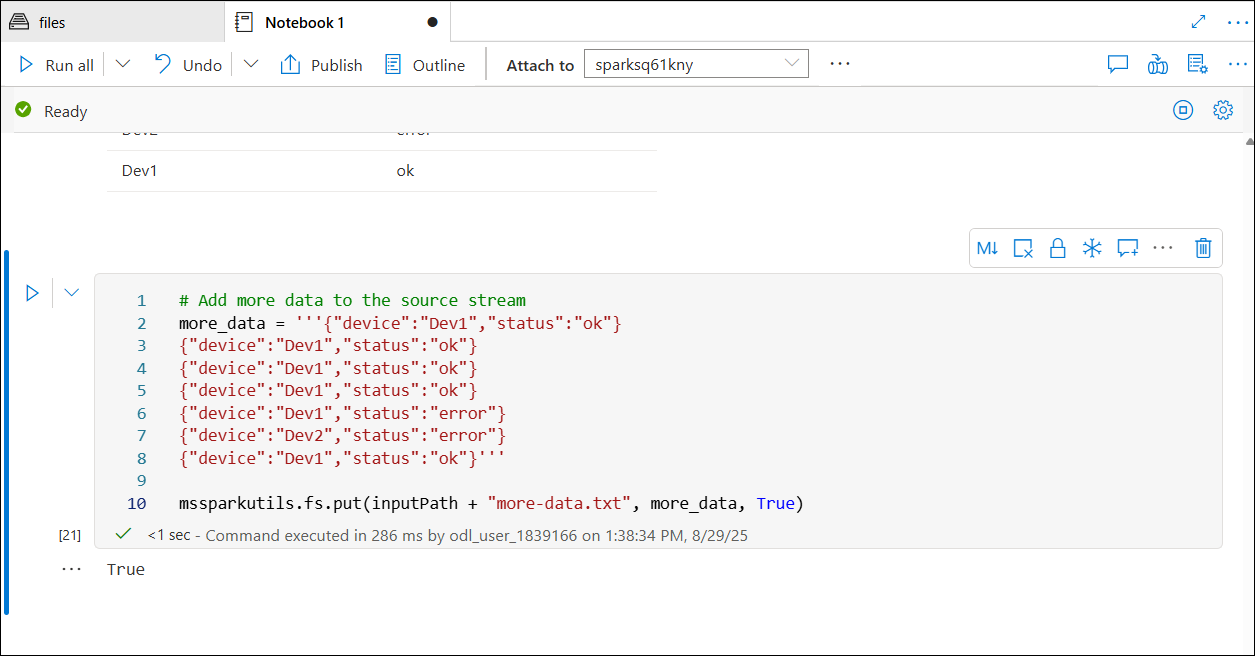 files
Notebook 1
Run all
Undo
Publish
Outline
Attach to
sparksq61kny
Ready
Dev2 error
Dev1 ok
M↓
1 # Add more data to the source stream
2 more_data = '''{"device":"Dev1","status":"ok"}
3 {"device":"Dev1","status":"ok"}
4 {"device":"Dev1","status":"ok"}
5 {"device":"Dev1","status":"ok"}
6 {"device":"Dev1","status":"error"}
7 {"device":"Dev2","status":"error"}
8 {"device":"Dev1","status":"ok"}'''
9
10 mssparkutils.fs.put(inputPath + "more-data.txt", more_data, True)
[21] <1 sec - Command executed in 286 ms by odl_user_1839166 on 1:38:34 PM, 8/29/25
True